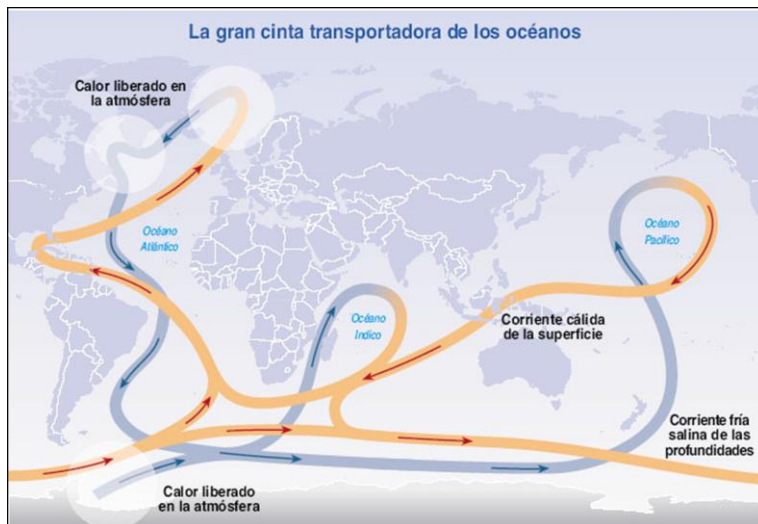 La gran cinta transportadora de los océanos
Calor liberado en
la atmósfera
Océano
Atlántico
Océano
Pacífico
Océano
Indico
Corriente cálida
de la superficie
Corriente fría
salina de las
profundidades
Calor liberado
en la atmósfera